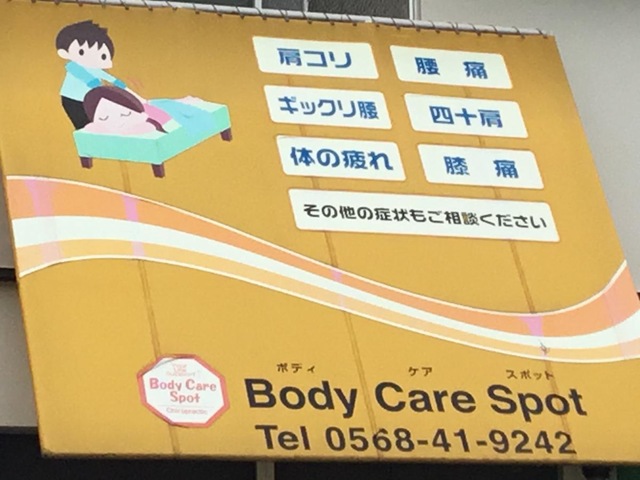 肩コリ
腰痛
ギックリ腰
四十肩
体の疲れ
膝痛
その他の症状もご相談ください
ボディ ケア スポット
Body Care Spot
Tel 0568-41-9242
Body Care
Spot
Chiropractic